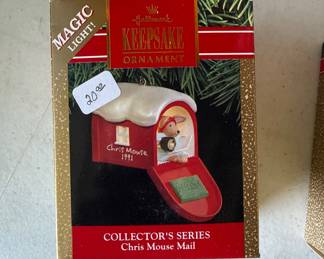 MAGIC
LIGHT!
Hallmark
KEEPSAKE
ORNAMENT
20.00
Chris Mouse
1991
COLLECTOR'S SERIES
Chris Mouse Mail